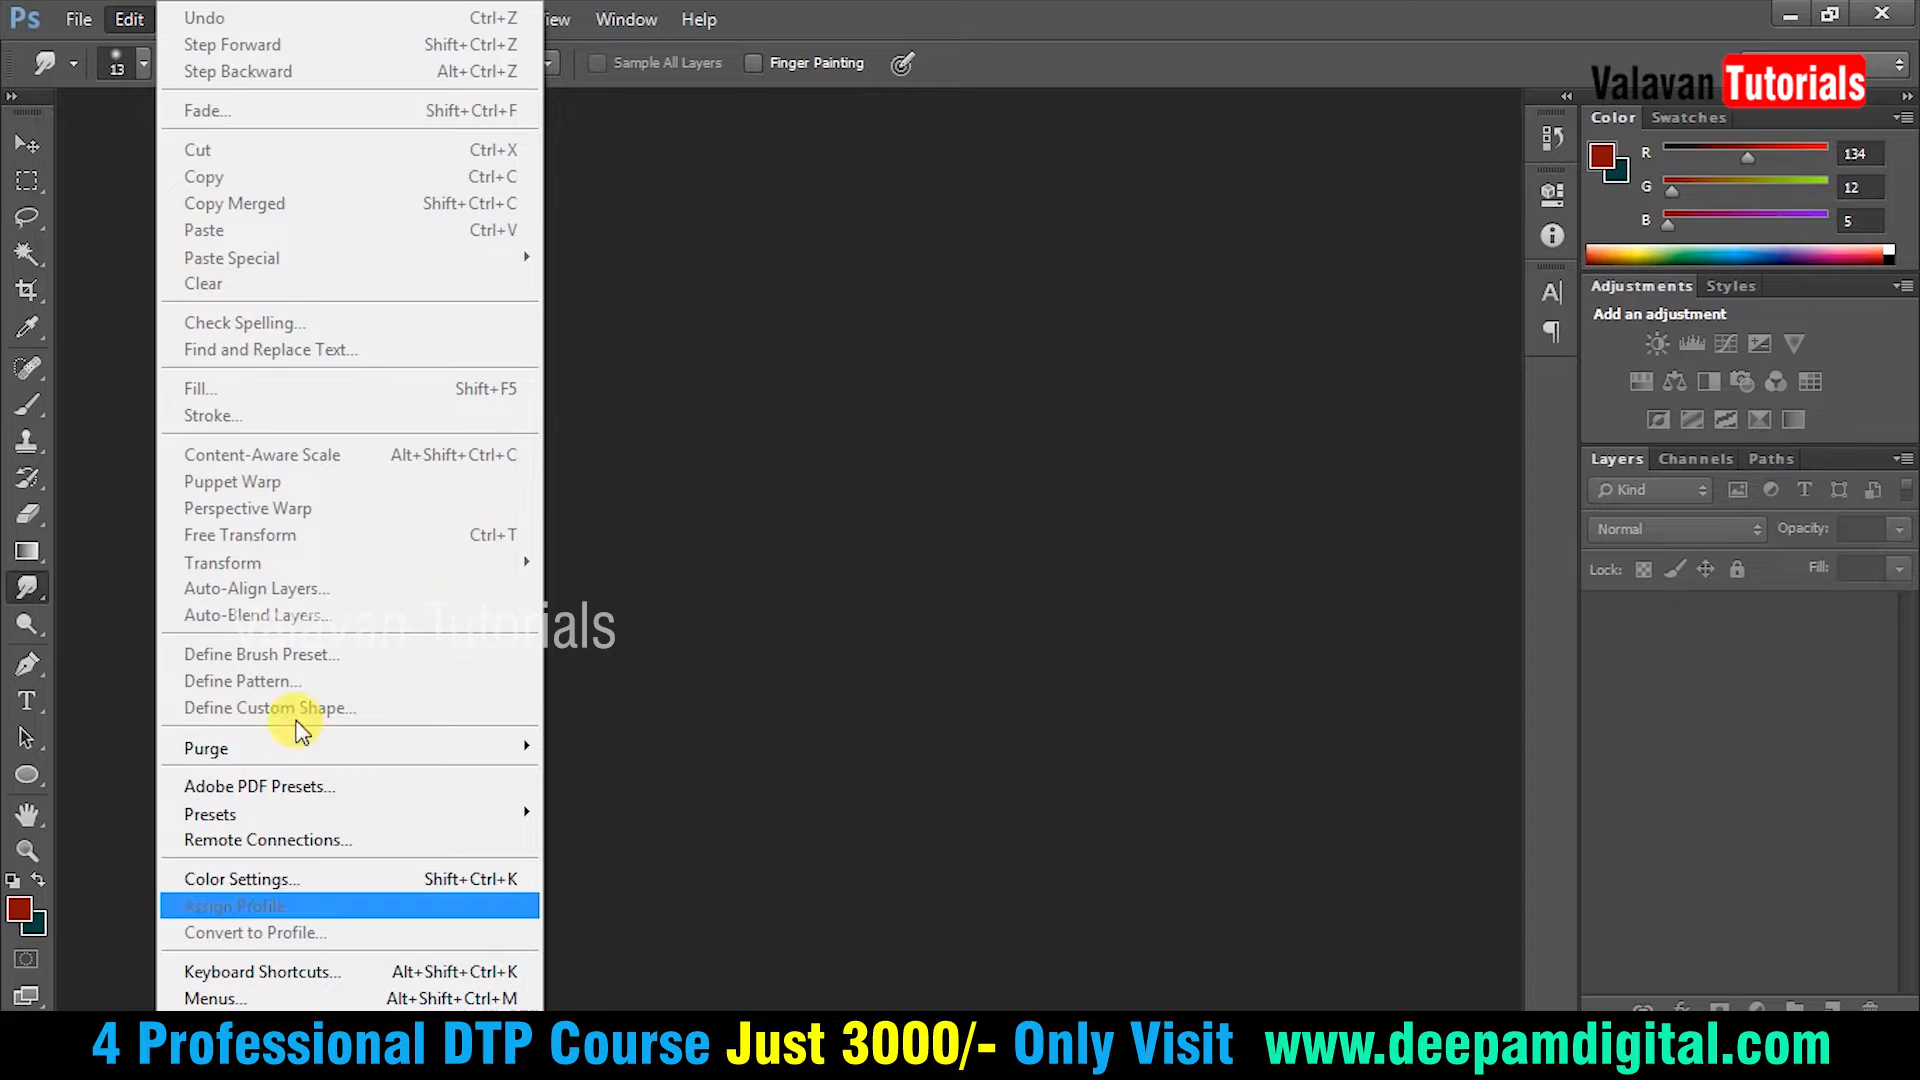 Ps File Edit iew Window Help
13 Sample All Layers Finger Painting
Valavan Tutorials
Undo Ctrl+Z
Step Forward Shift+Ctrl+Z
Step Backward Alt+Ctrl+Z
Fade... Shift+Ctrl+F
Cut Ctrl+X
Copy Ctrl+C
Copy Merged Shift+Ctrl+C
Paste Ctrl+V
Paste Special
Clear
Check Spelling...
Find and Replace Text...
Fill... Shift+F5
Stroke...
Content-Aware Scale Alt+Shift+Ctrl+C
Puppet Warp
Perspective Warp
Free Transform Ctrl+T
Transform
Auto-Align Layers...
Auto-Blend Layers...
Valavan Tutorials
Define Brush Preset...
Define Pattern...
Define Custom Shape...
Purge
Adobe PDF Presets...
Presets
Remote Connections...
Color Settings... Shift+Ctrl+K
Assign Profile...
Convert to Profile...
Keyboard Shortcuts... Alt+Shift+Ctrl+K
Menus... Alt+Shift+Ctrl+M
Color Swatches
R 134
G 12
B 5
Adjustments Styles
Add an adjustment
Layers Channels Paths
Kind
Normal Opacity:
Lock: Fill:
4 Professional DTP Course Just 3000/- Only Visit www.deepamdigital.com